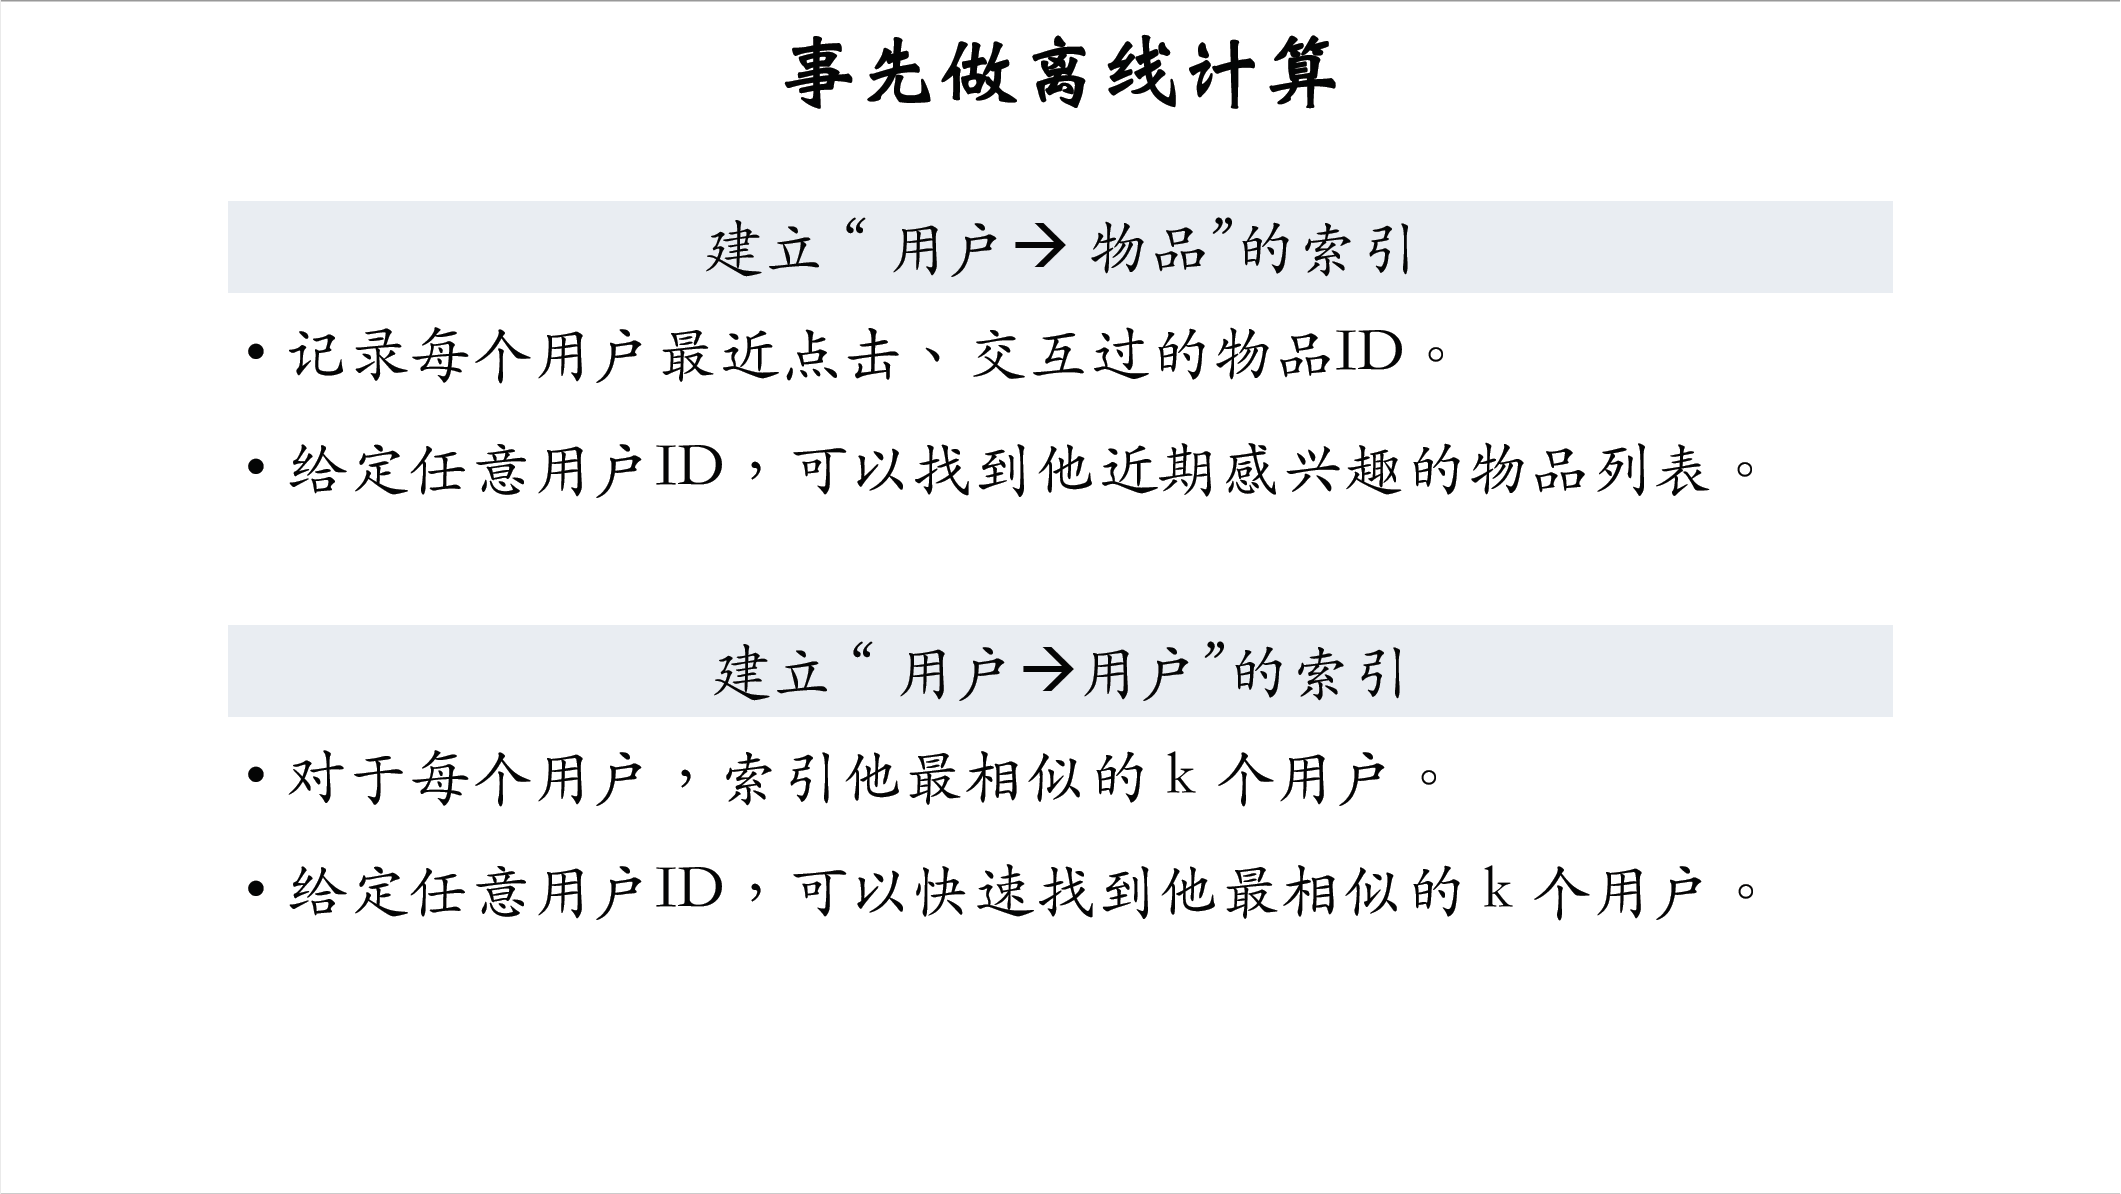 事先做离线计算
建立“用户→物品”的索引
• 记录每个用户最近点击、交互过的物品ID。
• 给定任意用户ID，可以找到他近期感兴趣的物品列表。
建立“用户→用户”的索引
• 对于每个用户，索引他最相似的 k 个用户。
• 给定任意用户ID，可以快速找到他最相似的 k 个用户。